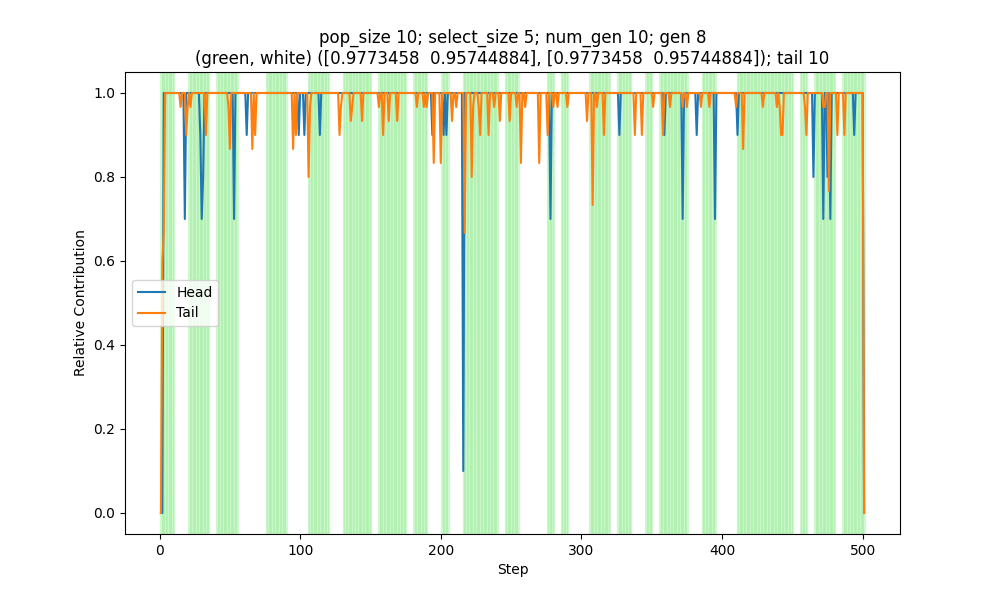 pop_size 10; select_size 5; num_gen 10; gen 8
(green, white) ([0.9773458  0.95744884], [0.9773458  0.95744884]); tail 10
1.0
0.8
0.6
0.4
0.2
0.0
Relative Contribution
Head
Tail
0
100
200
300
400
500
Step